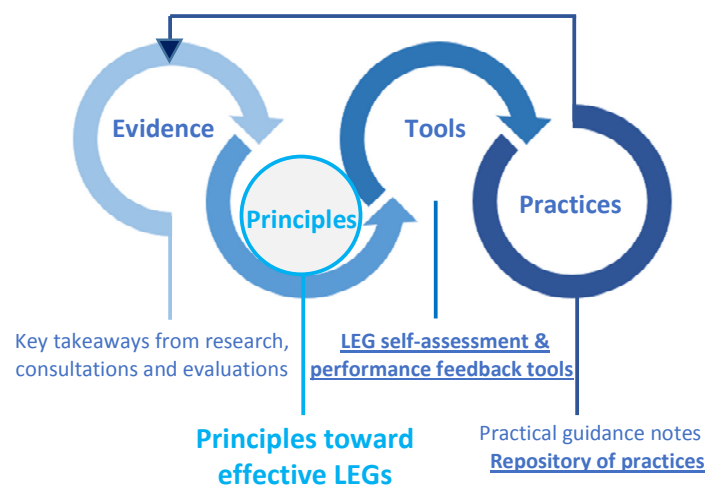 Evidence
Principles
Tools
Practices
Key takeaways from research,
consultations and evaluations
Principles toward
effective LEGs
LEG self-assessment &
performance feedback tools
Practical guidance notes
Repository of practices